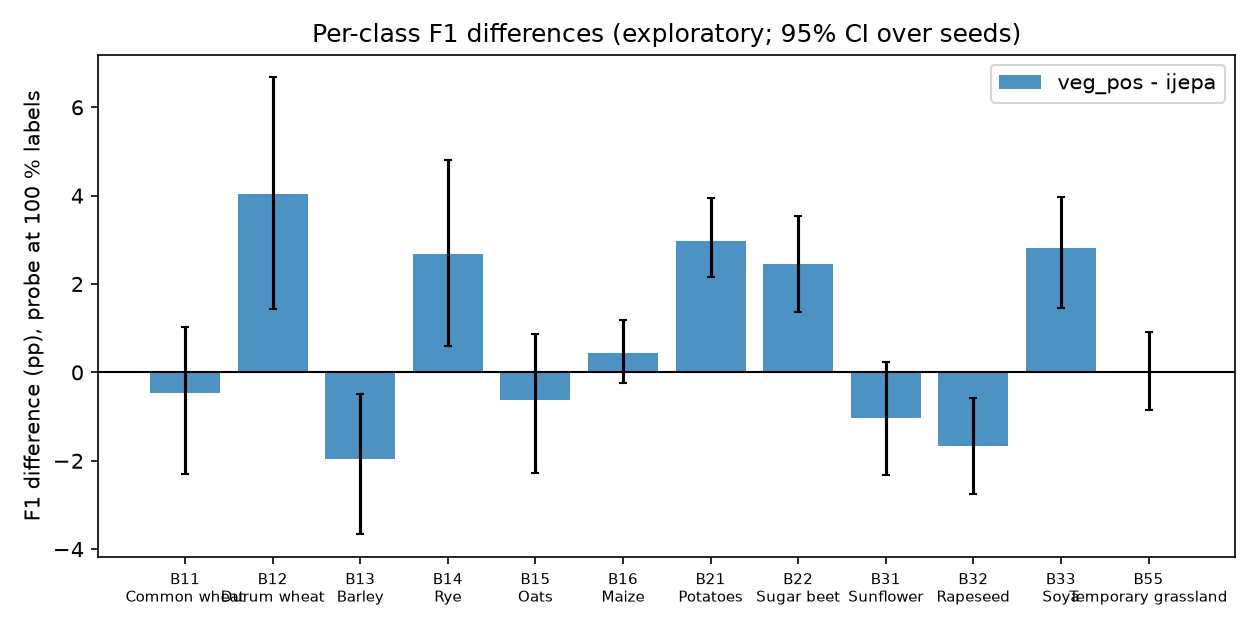 Per-class F1 differences (exploratory; 95% CI over seeds)
veg_pos - ijepa
F1 difference (pp), probe at 100 % labels
6
4
2
0
−2
−4
B11 B12 B13 B14 B15 B16 B21 B22 B31 B32 B33 B55
Common wheat Durum wheat Barley Rye Oats Maize Potatoes Sugar beet Sunflower Rapeseed Soya Temporary grassland